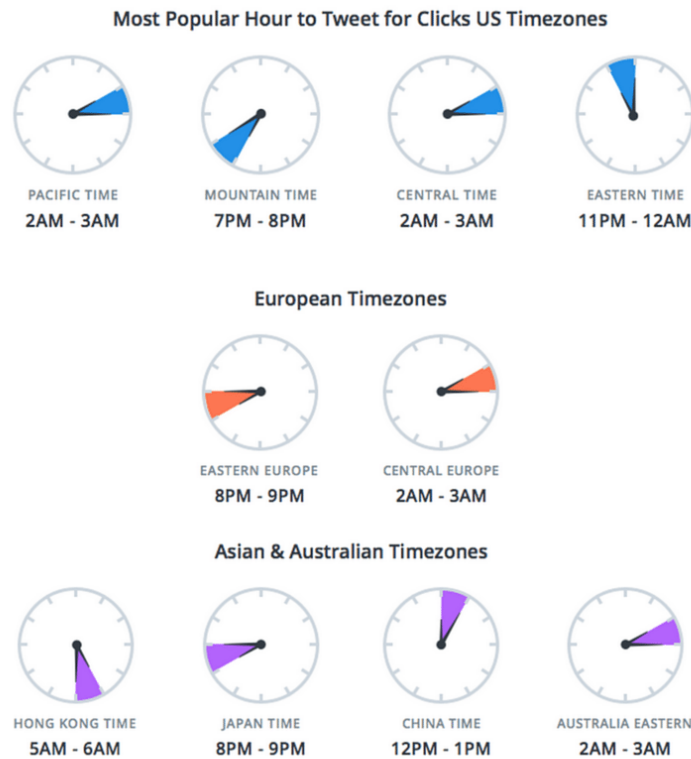 Most Popular Hour to Tweet for Clicks US Timezones
PACIFIC TIME
2AM - 3AM
MOUNTAIN TIME
7PM - 8PM
CENTRAL TIME
2AM - 3AM
EASTERN TIME
11PM - 12AM
European Timezones
EASTERN EUROPE
8PM - 9PM
CENTRAL EUROPE
2AM - 3AM
Asian & Australian Timezones
HONG KONG TIME
5AM - 6AM
JAPAN TIME
8PM - 9PM
CHINA TIME
12PM - 1PM
AUSTRALIA EASTERN
2AM - 3AM